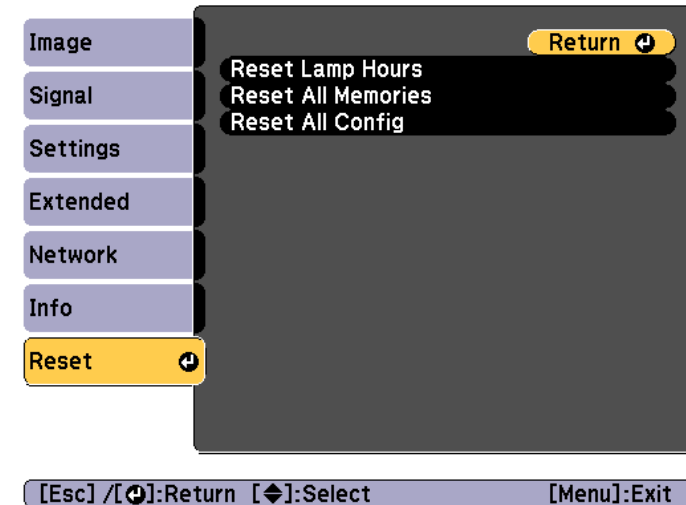 Image
Signal
Settings
Extended
Network
Info
Reset
Return
Reset Lamp Hours
Reset All Memories
Reset All Config
[Esc] /[⏎]:Return [◆]:Select [Menu]:Exit